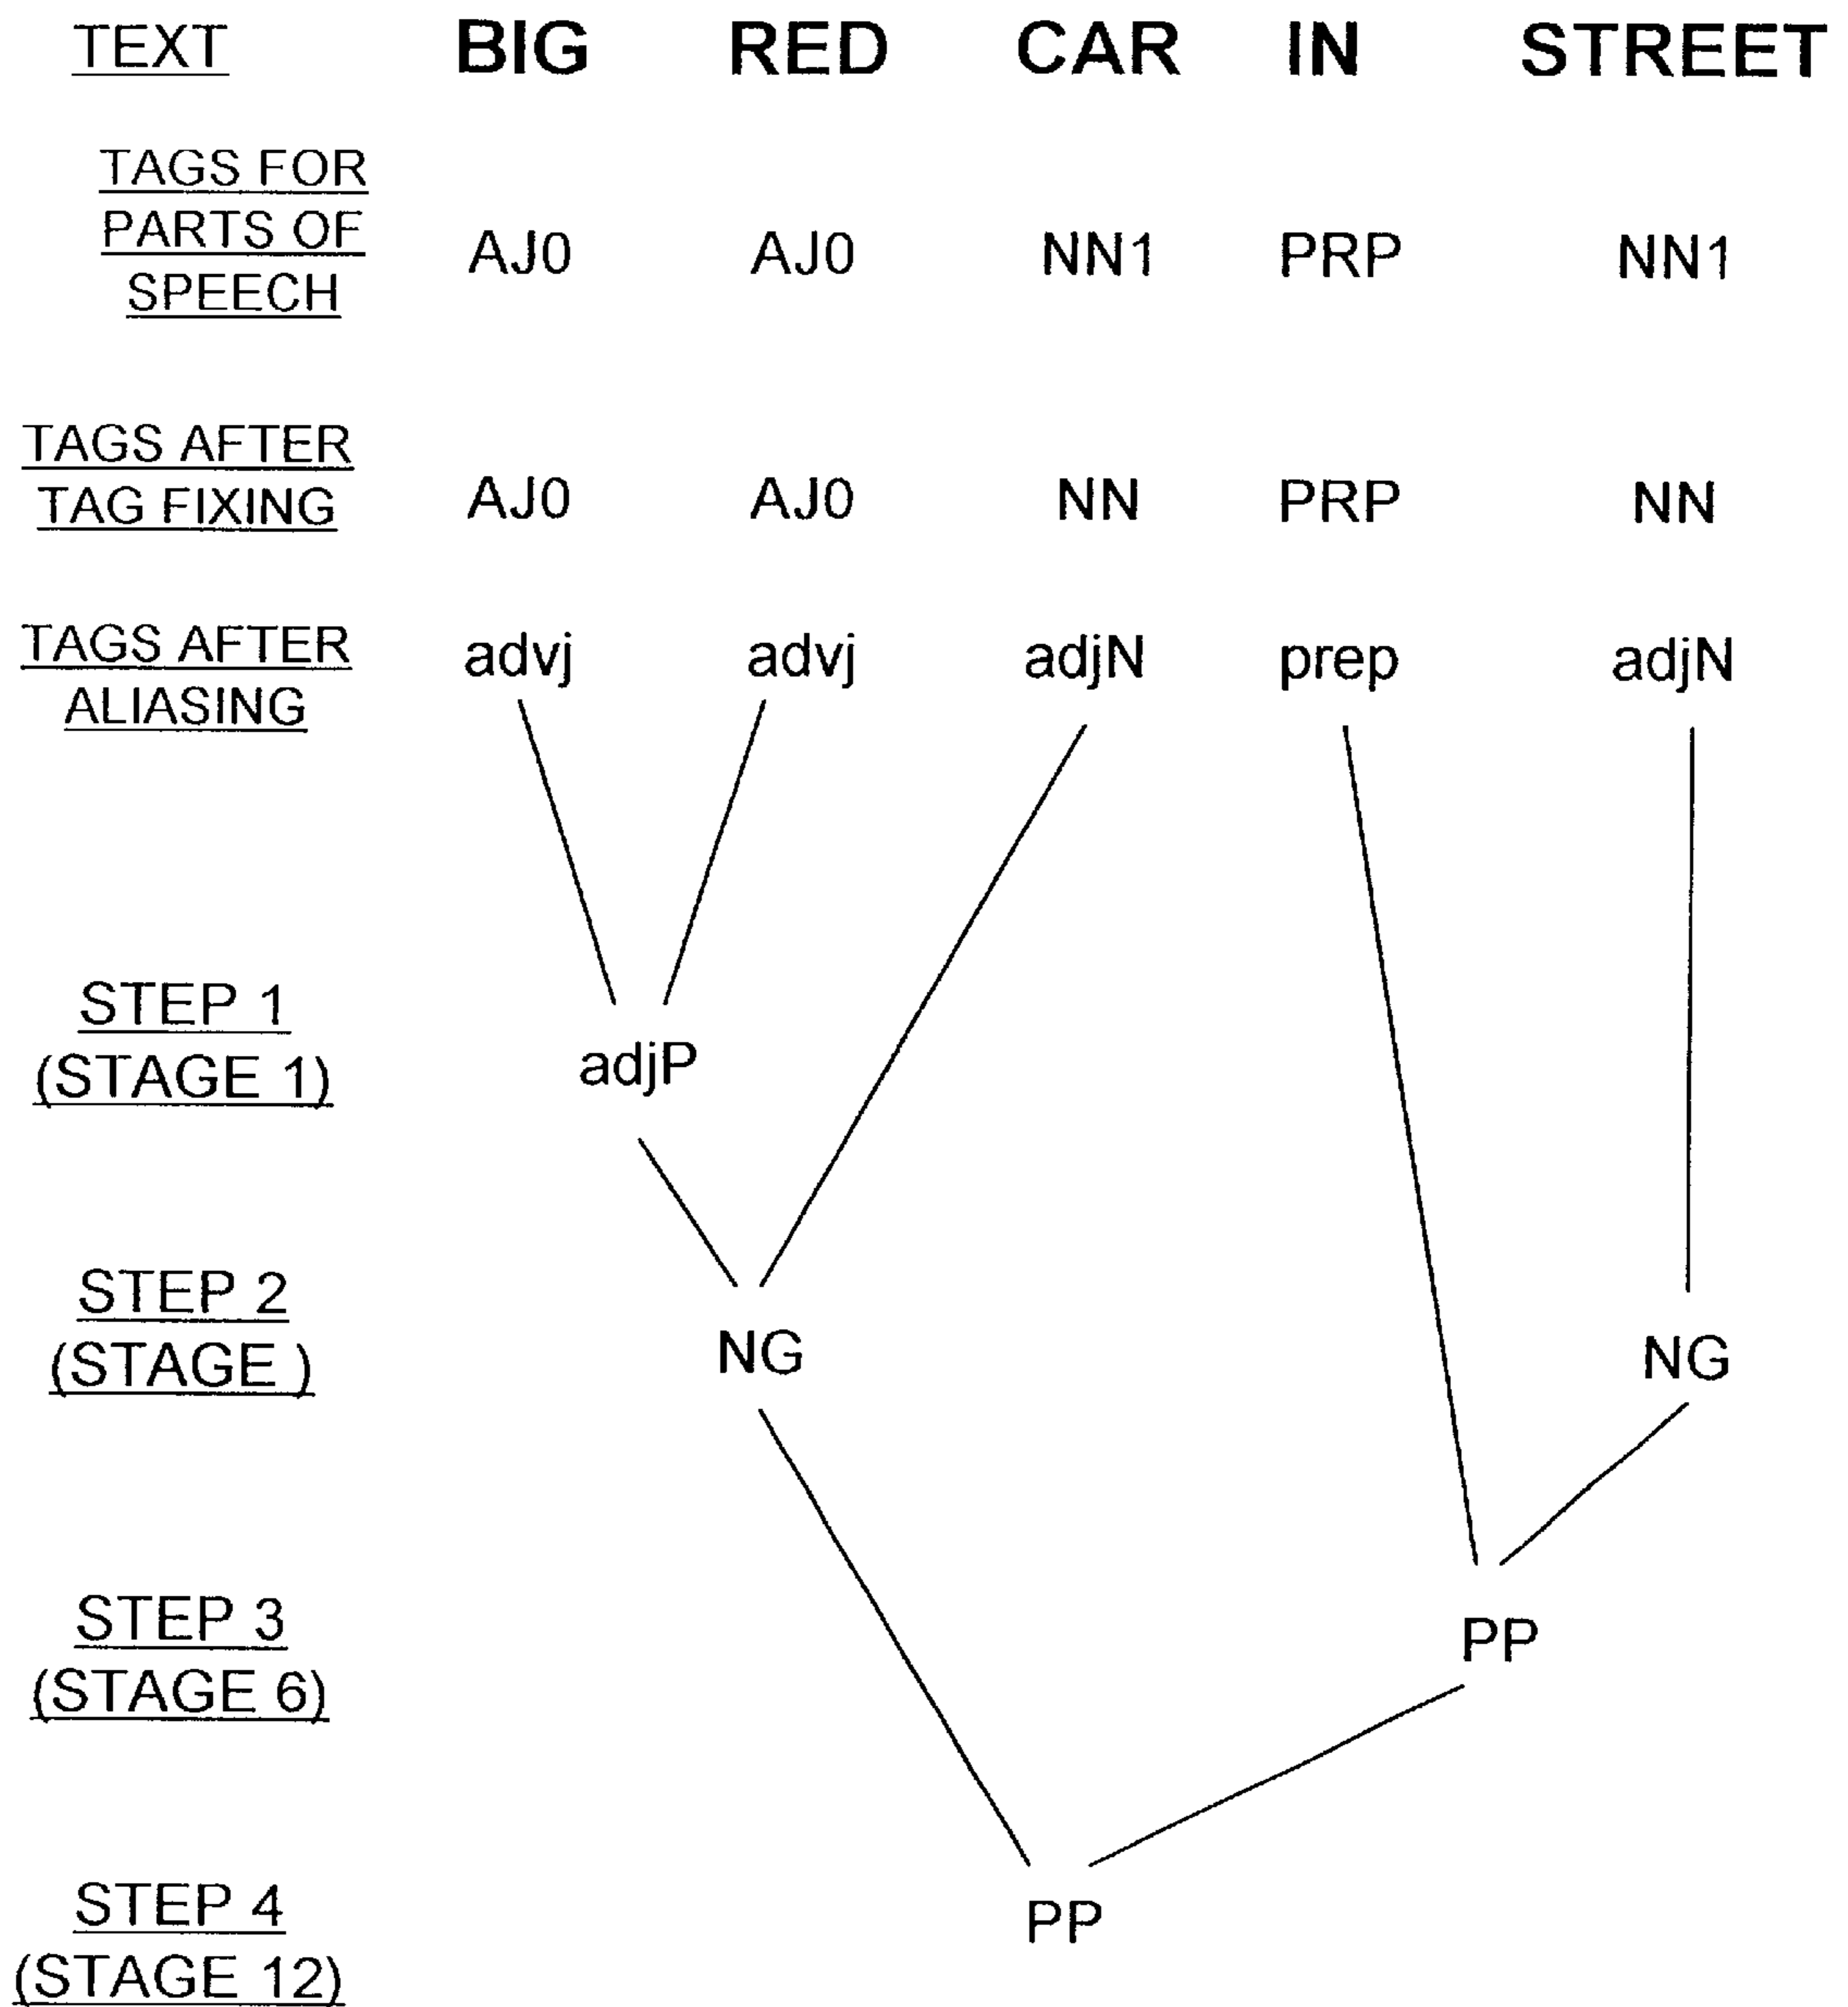 TEXT BIG RED CAR IN STREET
TAGS FOR
PARTS OF AJ0 AJ0 NN1 PRP NN1
SPEECH
TAGS AFTER
TAG FIXING AJ0 AJ0 NN PRP NN
TAGS AFTER advj advj adjN prep adjN
ALIASING
STEP 1
(STAGE 1) adjP
STEP 2
(STAGE ) NG NG
STEP 3
PP
(STAGE 6)
STEP 4
PP
(STAGE 12)